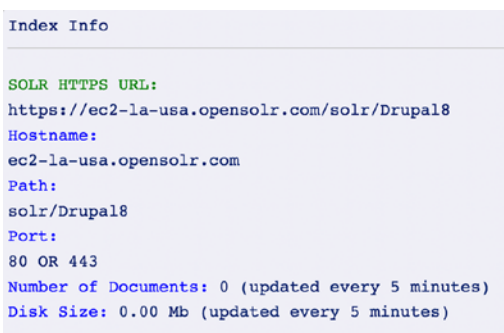 Index Info
SOLR HTTPS URL:
https://ec2-la-usa.opensolr.com/solr/Drupal8
Hostname:
ec2-la-usa.opensolr.com
Path:
solr/Drupal8
Port:
80 OR 443
Number of Documents: 0 (updated every 5 minutes)
Disk Size: 0.00 Mb (updated every 5 minutes)